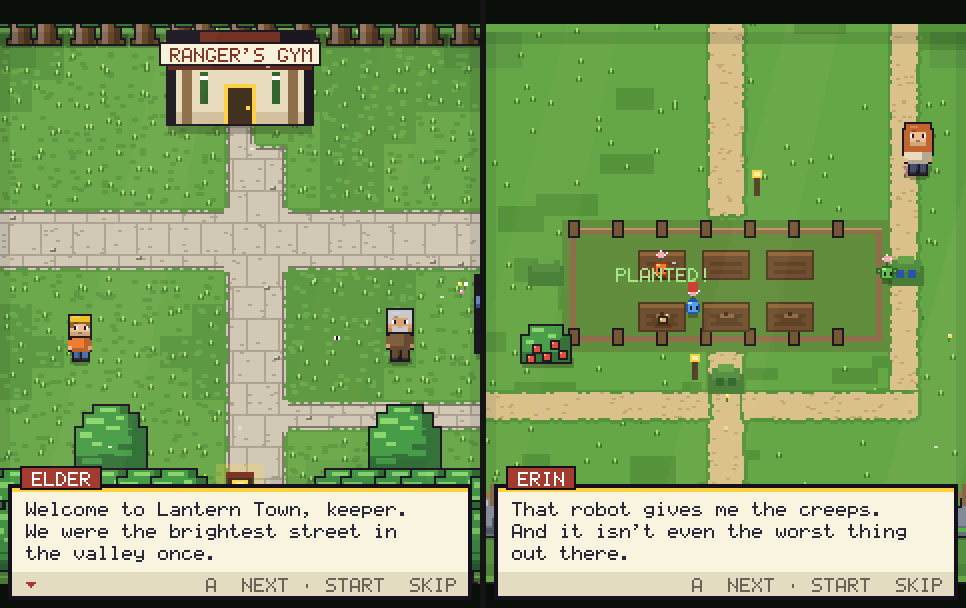 RANGER'S GYM
ELDER
Welcome to Lantern Town, keeper.
We were the brightest street in
the valley once.
A NEXT · START SKIP
PLANTED!
ERIN
That robot gives me the creeps.
And it isn't even the worst thing
out there.
A NEXT · START SKIP